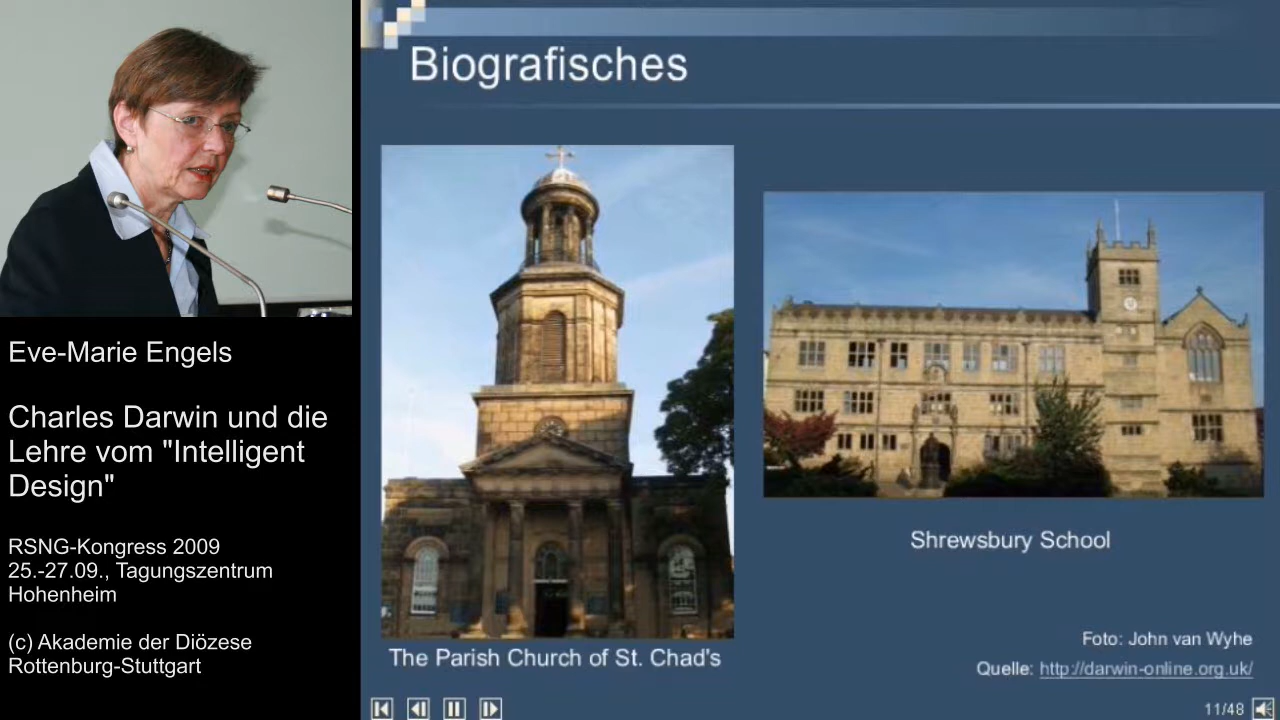 Eve-Marie Engels
Charles Darwin und die
Lehre vom "Intelligent
Design"
RSNG-Kongress 2009
25.-27.09., Tagungszentrum
Hohenheim
(c) Akademie der Diözese
Rottenburg-Stuttgart
Biografisches
The Parish Church of St. Chad's
Shrewsbury School
Foto: John van Wyhe
Quelle: http://darwin-online.org.uk/
11/48